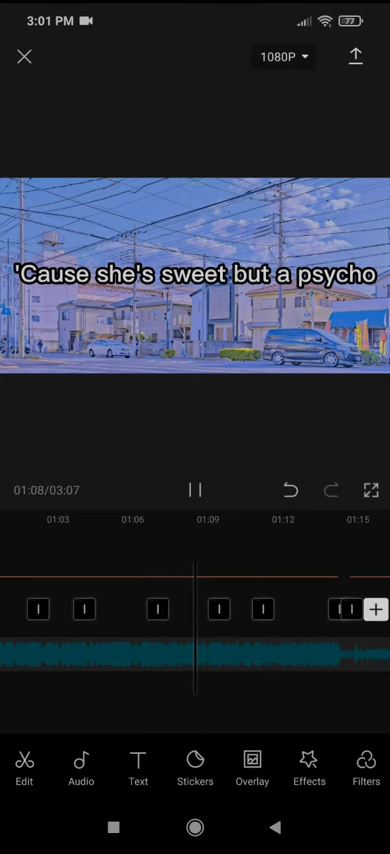 3:01 PM
77
1080P
'Cause she's sweet but a psycho
01:08/03:07
01:03 01:06 01:09 01:12 01:15
Edit Audio Text Stickers Overlay Effects Filters